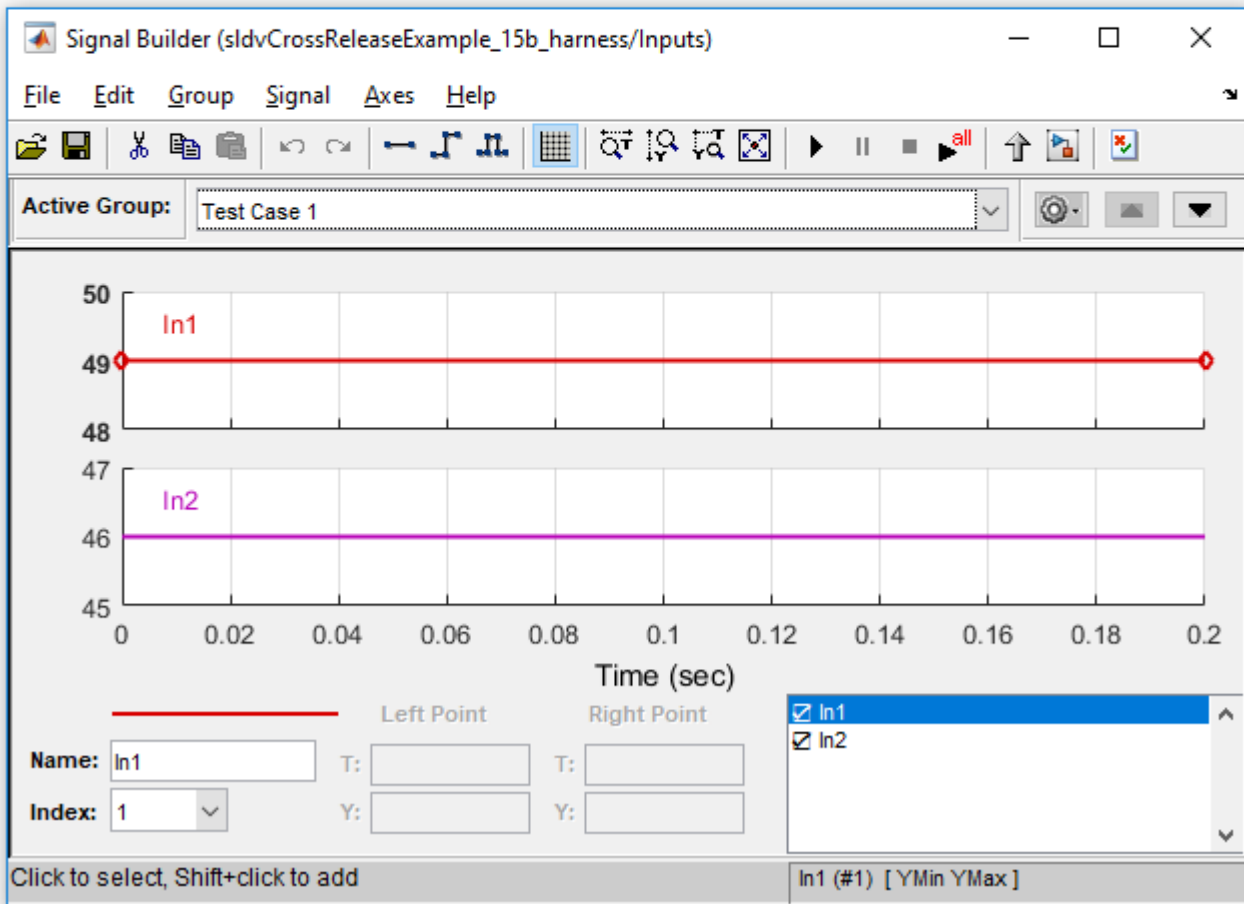 Signal Builder (sldvCrossReleaseExample_15b_harness/Inputs)
File Edit Group Signal Axes Help
all
Active Group: Test Case 1
50
In1
49
48
47
In2
46
45
0 0.02 0.04 0.06 0.08 0.1 0.12 0.14 0.16 0.18 0.2
Time (sec)
Left Point Right Point
Name: In1 T: T:
Index: 1 Y: Y:
In1
In2
Click to select, Shift+click to add In1 (#1) [ YMin YMax ]